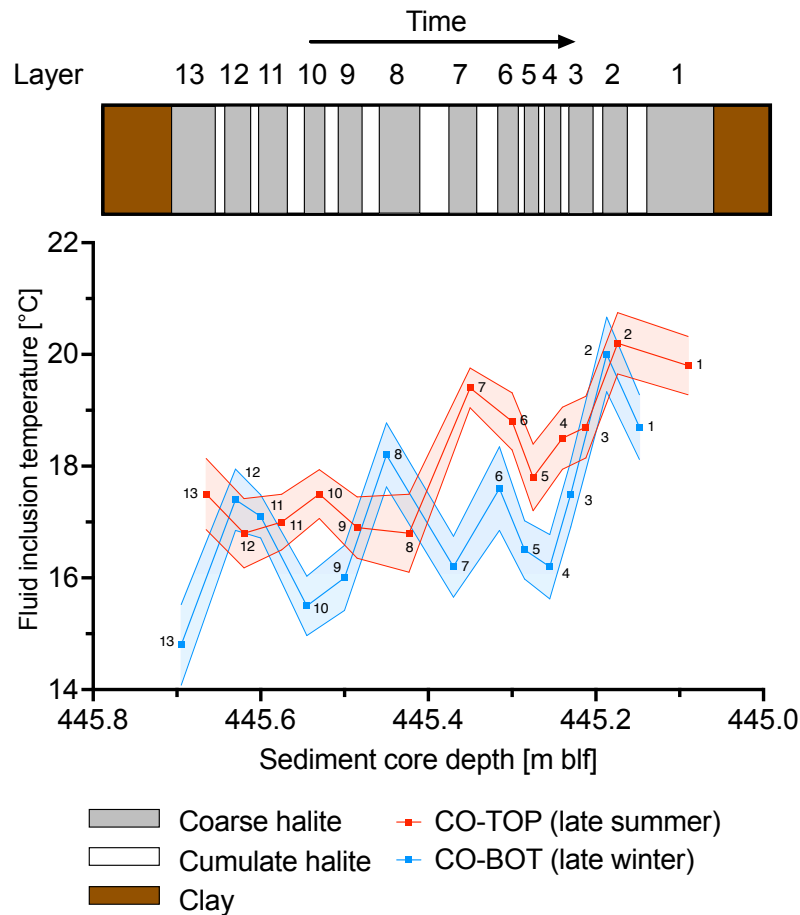 Time
Layer 13 12 11 10 9 8 7 6 5 4 3 2 1
22
20
18
16
14
Fluid inclusion temperature [°C]
13 12 11 10 9 8 7 6 5 4 3 2 1
13 12 11 10 9 8 7 6 5 4 3 2 1
445.8 445.6 445.4 445.2 445.0
Sediment core depth [m blf]
Coarse halite CO-TOP (late summer)
Cumulate halite CO-BOT (late winter)
Clay